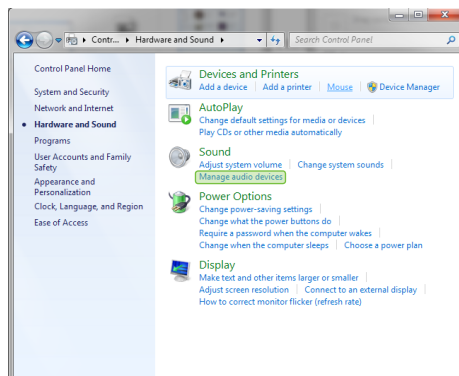 Contr... ▸ Hardware and Sound ▸
Search Control Panel
Control Panel Home
System and Security
Network and Internet
Hardware and Sound
Programs
User Accounts and Family
Safety
Appearance and
Personalization
Clock, Language, and Region
Ease of Access
Devices and Printers
Add a device | Add a printer | Mouse | Device Manager
AutoPlay
Change default settings for media or devices |
Play CDs or other media automatically
Sound
Adjust system volume | Change system sounds |
Manage audio devices
Power Options
Change power-saving settings |
Change what the power buttons do |
Require a password when the computer wakes |
Change when the computer sleeps | Choose a power plan
Display
Make text and other items larger or smaller |
Adjust screen resolution | Connect to an external display |
How to correct monitor flicker (refresh rate)